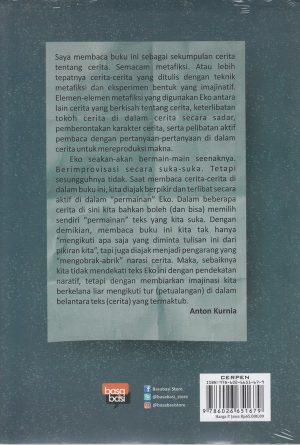 Saya membaca buku ini sebagai sekumpulan cerita
tentang cerita. Semacam metafiksi. Atau lebih
tepatnya cerita-cerita yang ditulis dengan teknik
metafiksi dan eksperimen bentuk yang imajinatif.
Elemen-elemen metafiksi yang digunakan Eko antara
lain cerita yang berkisah tentang cerita, keterlibatan
tokoh cerita di dalam cerita secara sadar,
pemberontakan karakter cerita, serta pelibatan aktif
pembaca dengan pertanyaan-pertanyaan di dalam
cerita untuk mereproduksi makna.
Eko seakan-akan bermain-main seenaknya.
Berimprovisasi secara suka-suka. Tetapi
sesungguhnya tidak. Saat membaca cerita-cerita di
dalam buku ini, kita diajak berpikir dan terlibat secara
aktif di dalam "permainan" Eko. Dalam beberapa
cerita di sini kita bahkan boleh (dan bisa) memilih
sendiri "permainan" teks yang kita suka. Dengan
demikian, membaca buku ini kita tak hanya
"mengikuti apa saja yang diminta tulisan ini dari
pikiran kita", tapi juga diajak menjadi pengarang yang
"mengobrak-abrik" narasi cerita. Maka, sebaiknya
kita tidak mendekati teks Eko ini dengan pendekatan
naratif, tetapi dengan membiarkan imajinasi kita
berkelana liar mengikuti tur (petualangan) di dalam
belantara teks (cerita) yang termaktub.
Anton Kurnia
basa
basi
Basabasi Store
@basabasistore
@basabasistore
CERPEN
ISBN: 978-602-6651-67-9
9 786026 651679
Harga P. Jawa Rp65.000,00